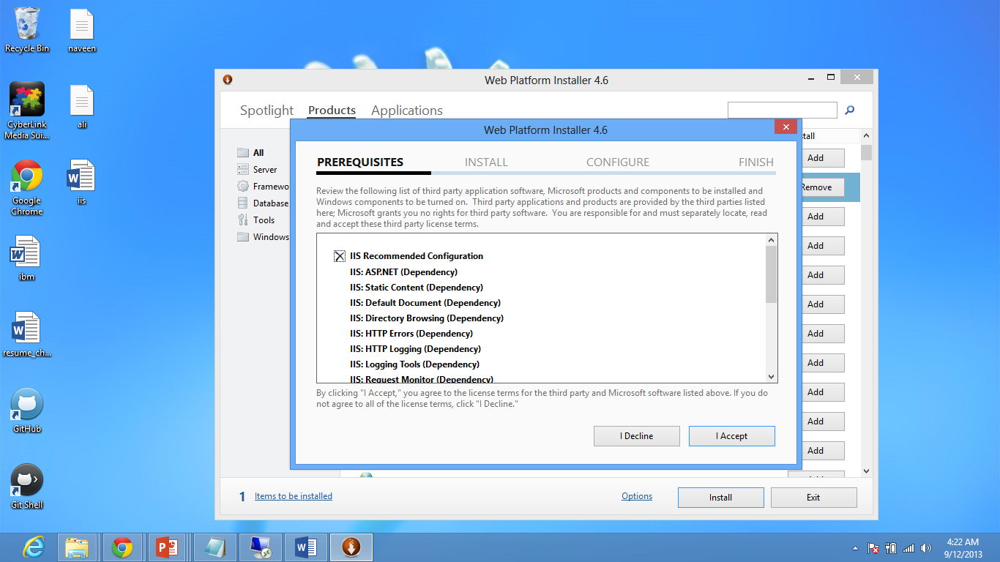 Recycle Bin
naveen
CyberLink
Media Sui...
ali
Google
Chrome
iis
ibm
resume_ch...
GitHub
Git Shell
Web Platform Installer 4.6
Spotlight
Products
Applications
All
Server
Framewo
Database
Tools
Windows
Add
Remove
Add
Add
Add
Add
Add
Add
Add
Add
Add
Web Platform Installer 4.6
PREREQUISITES
INSTALL
CONFIGURE
FINISH
Review the following list of third party application software, Microsoft products and components to be installed and
Windows components to be turned on.  Third party applications and products are provided by the third parties listed
here; Microsoft grants you no rights for third party software.  You are responsible for and must separately locate, read
and accept these third party license terms.
IIS Recommended Configuration
IIS: ASP.NET (Dependency)
IIS: Static Content (Dependency)
IIS: Default Document (Dependency)
IIS: Directory Browsing (Dependency)
IIS: HTTP Errors (Dependency)
IIS: HTTP Logging (Dependency)
IIS: Logging Tools (Dependency)
IIS: Request Monitor (Dependency)
By clicking "I Accept," you agree to the license terms for the third party and Microsoft software listed above. If you do
not agree to all of the license terms, click "I Decline."
I Decline
I Accept
1
Items to be installed
Options
Install
Exit
4:22 AM
9/12/2013